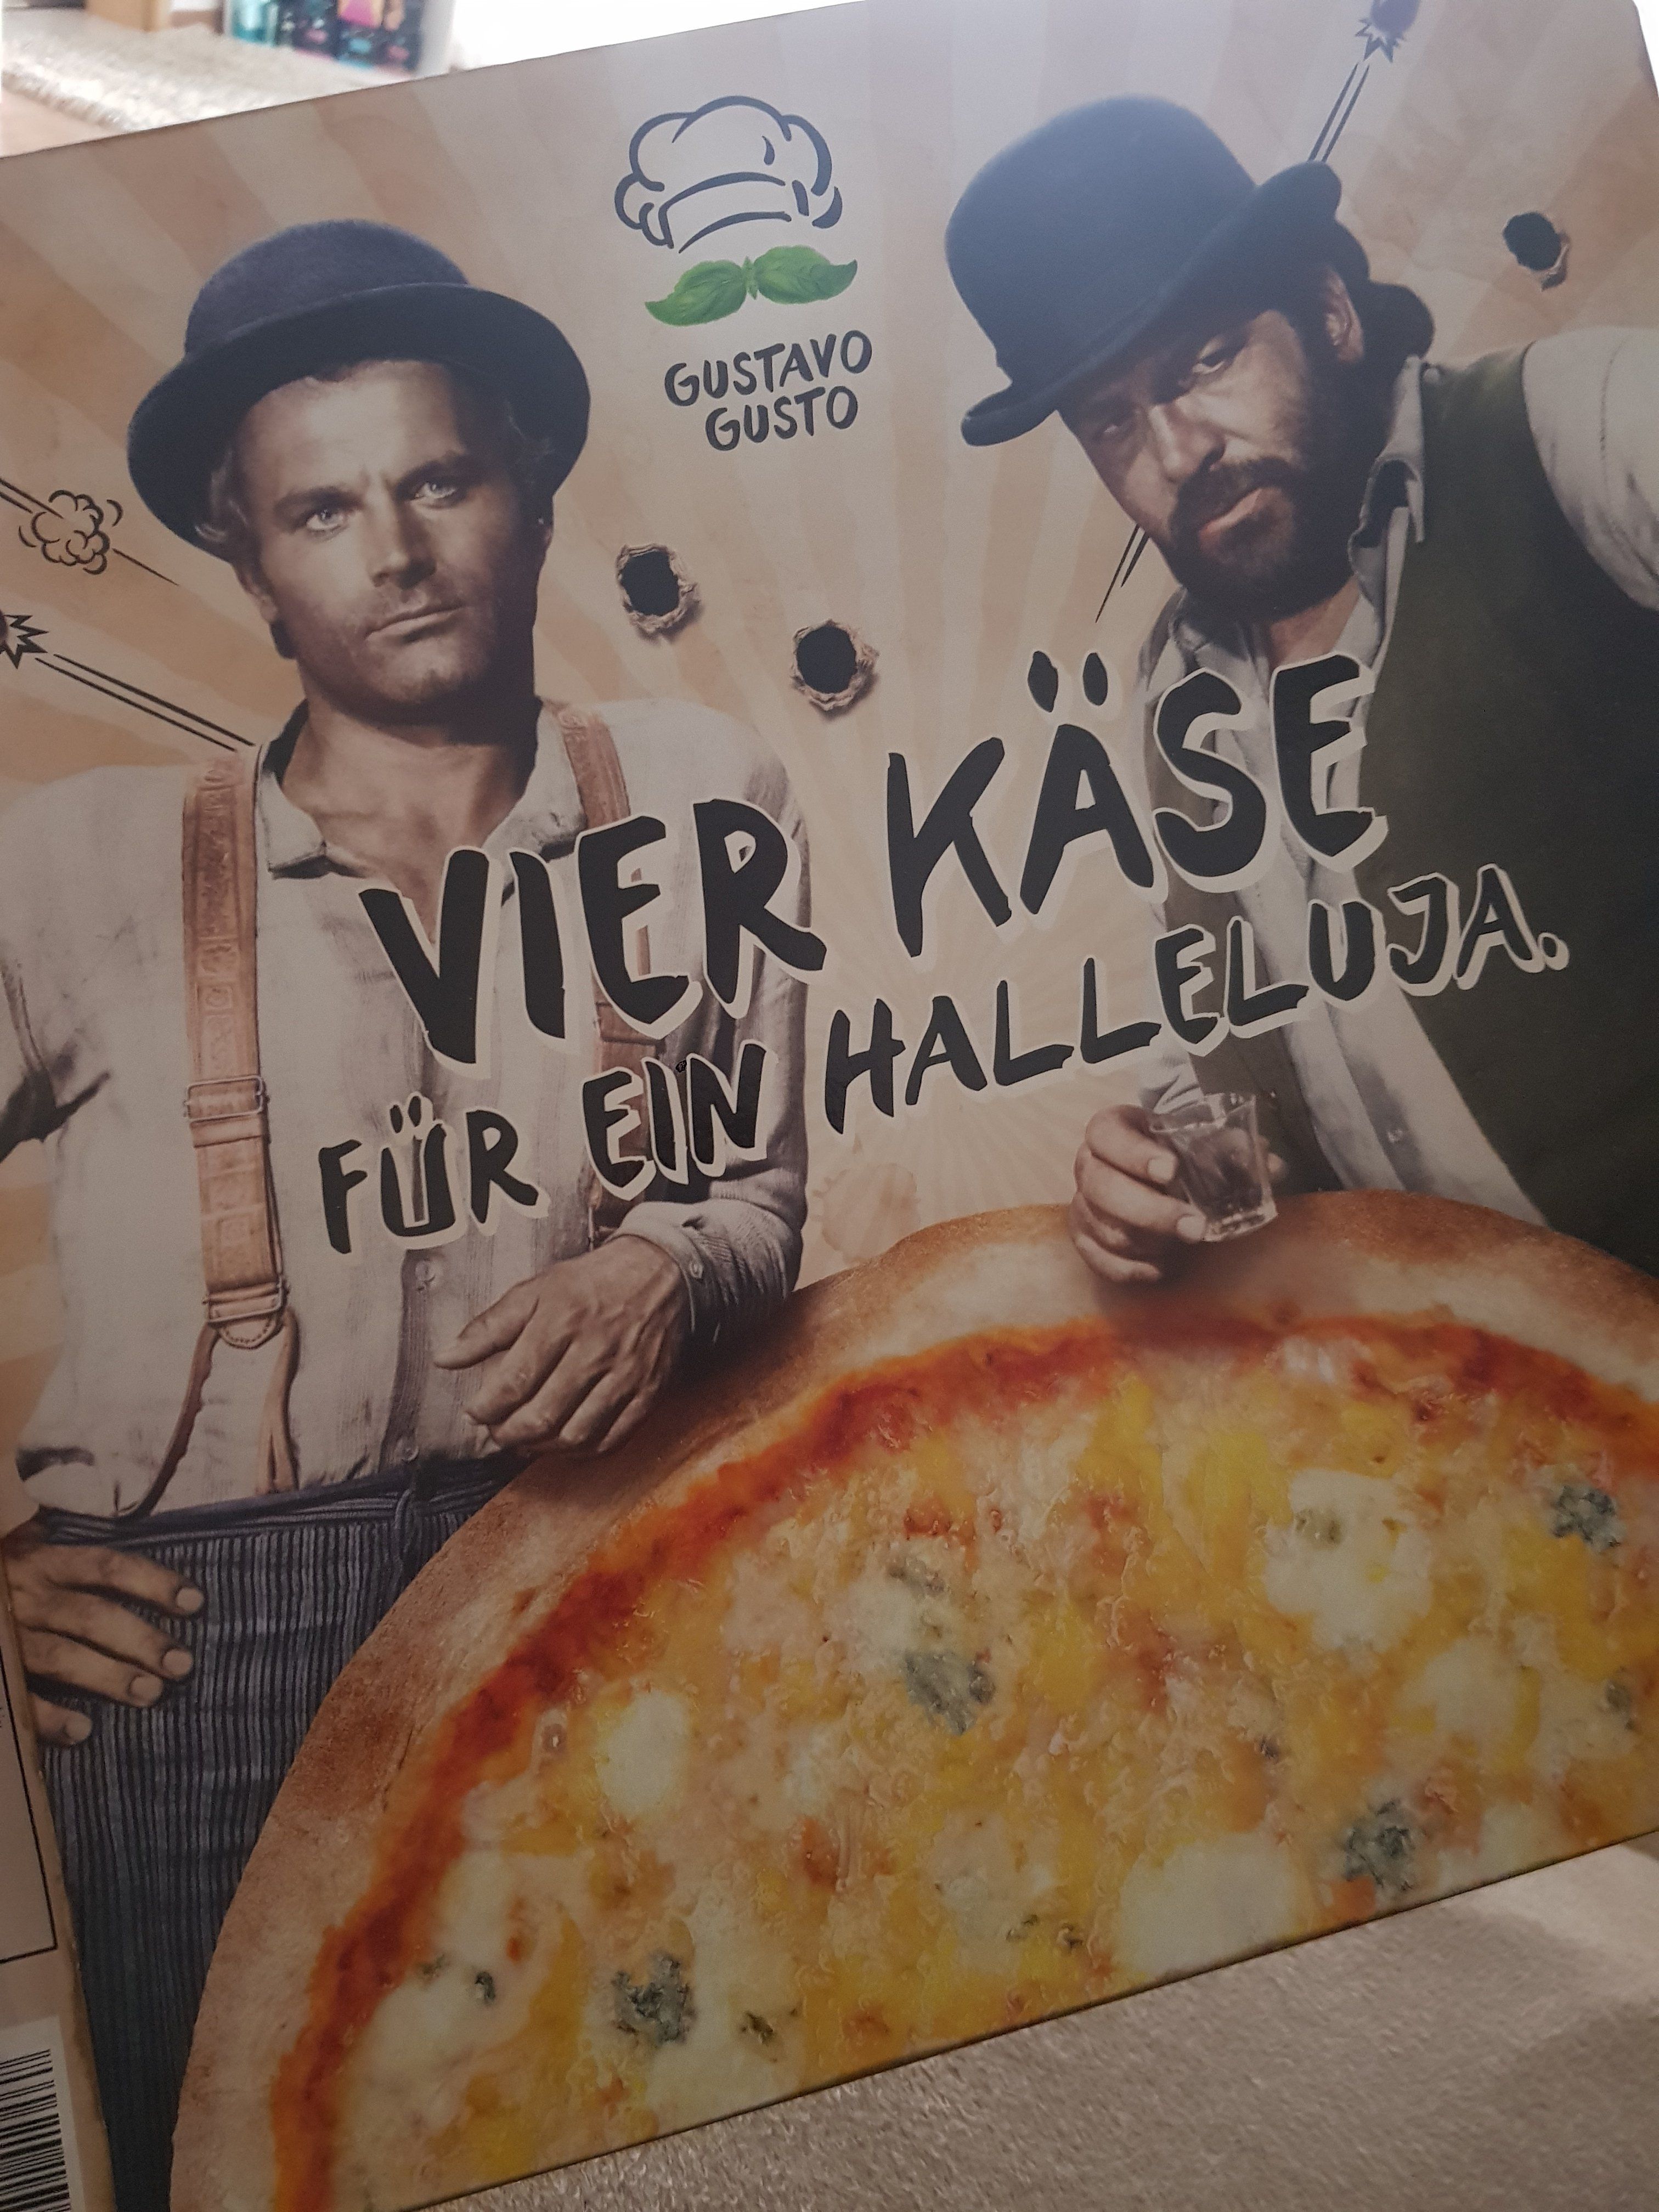 GUSTAVO
GUSTO
VIER KÄSE
FÜR EIN HALLELUJA.